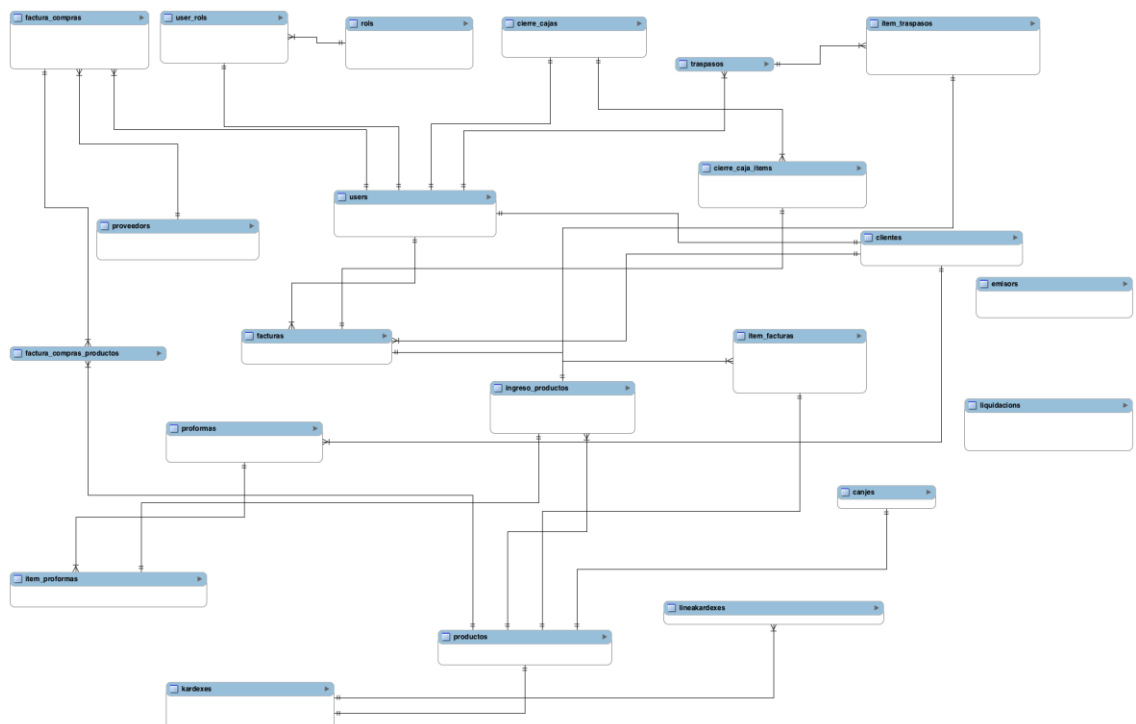 factura_compras
user_rols
rols
cierre_cajas
item_traspasos
traspasos
cierre_caja_items
users
proveedors
clientes
emisors
facturas
item_facturas
factura_compras_productos
ingreso_productos
liquidacions
proformas
canjes
item_proformas
lineakardexes
productos
kardexes